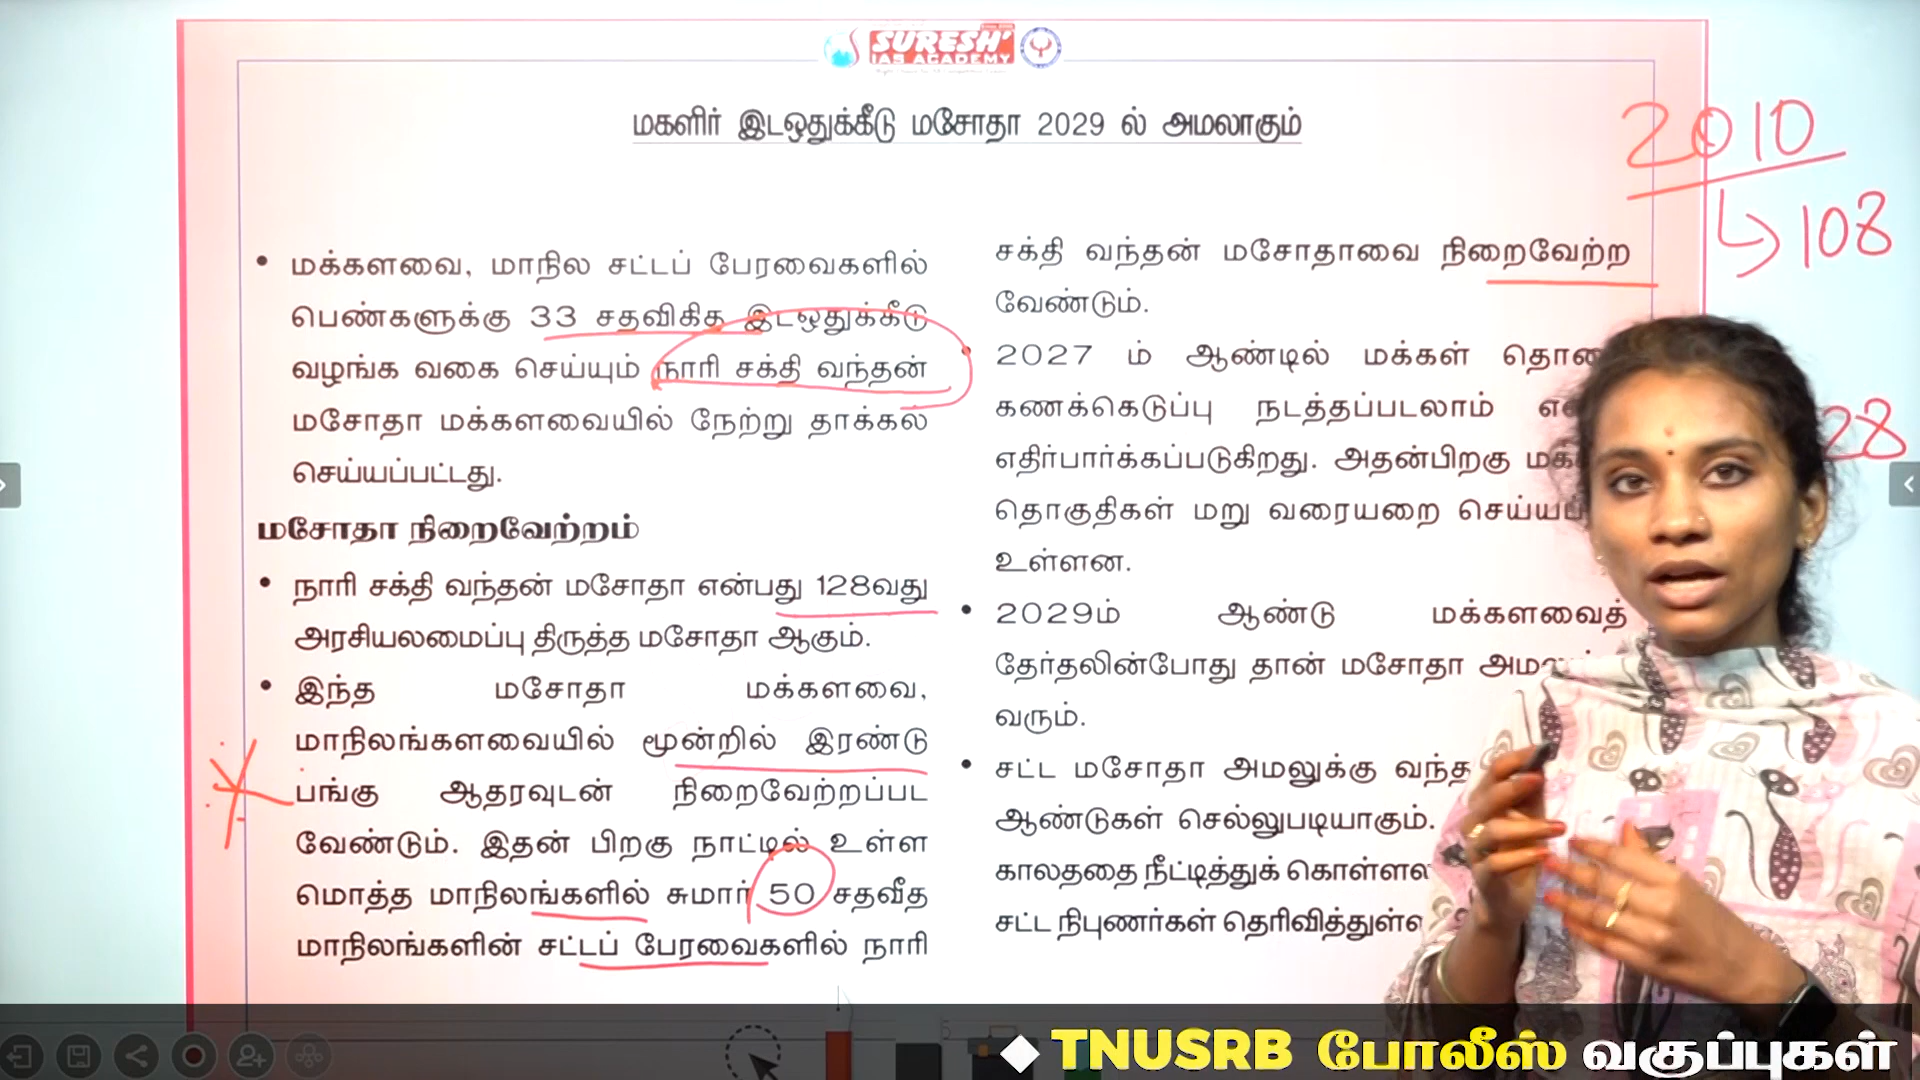 SURESH'
IAS ACADEMY
மகளிர் இடஒதுக்கீடு மசோதா 2029 ல் அமலாகும்
2010
108
28
• மக்களவை, மாநில சட்டப் பேரவைகளில்
பெண்களுக்கு 33 சதவிகித இடஒதுக்கீடு
வழங்க வகை செய்யும் நாரி சக்தி வந்தன்
மசோதா மக்களவையில் நேற்று தாக்கல்
செய்யப்பட்டது.
மசோதா நிறைவேற்றம்
• நாரி சக்தி வந்தன் மசோதா என்பது 128வது
அரசியலமைப்பு திருத்த மசோதா ஆகும்.
• இந்த மசோதா மக்களவை,
மாநிலங்களவையில் மூன்றில் இரண்டு
பங்கு ஆதரவுடன் நிறைவேற்றப்பட
வேண்டும். இதன் பிறகு நாட்டில் உள்ள
மொத்த மாநிலங்களில் சுமார் 50 சதவீத
மாநிலங்களின் சட்டப் பேரவைகளில் நாரி
சக்தி வந்தன் மசோதாவை நிறைவேற்ற
வேண்டும்.
• 2027 ம் ஆண்டில் மக்கள்
கணக்கெடுப்பு நடத்தப்படலாம்
எதிர்பார்க்கப்படுகிறது. அதன்பிறகு
தொகுதிகள் மறு வரையறை
உள்ளன.
• 2029ம் ஆண்டு மக்களவைத்
தேர்தலின்போது தான் மசோதா
வரும்.
• சட்ட மசோதா அமலுக்கு வந்த
ஆண்டுகள் செல்லுபடியாகும்.
காலததை நீட்டித்துக்
சட்ட நிபுணர்கள்
◆ TNUSRB போலீஸ் வகுப்புகள்